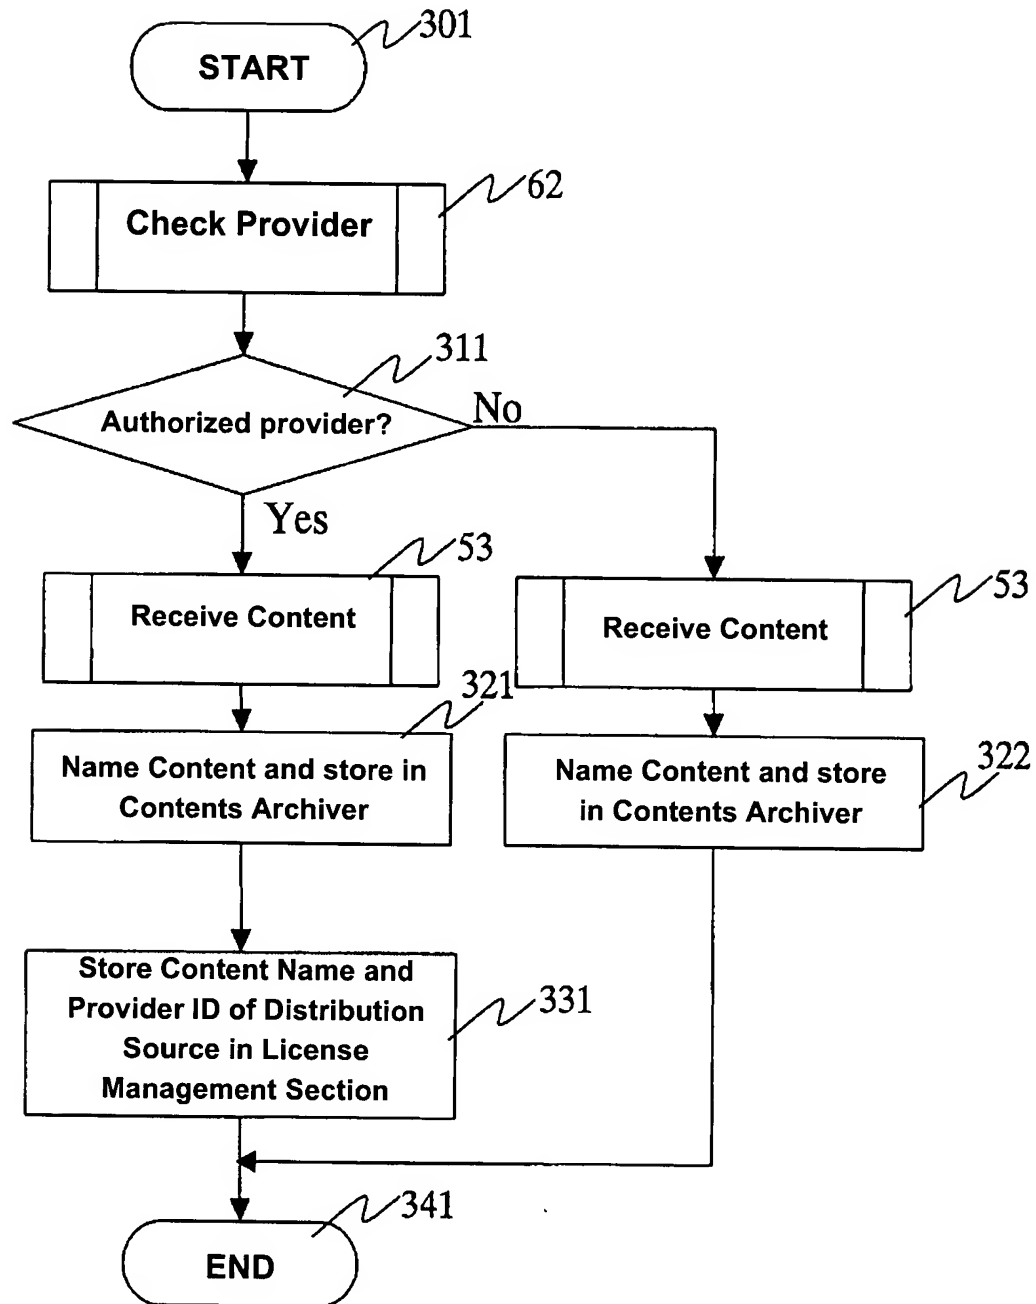 301
START
62
Check Provider
311
Authorized provider?
No
Yes
53
Receive Content
53
Receive Content
321
Name Content and store in
Contents Archiver
322
Name Content and store
in Contents Archiver
331
Store Content Name and
Provider ID of Distribution
Source in License
Management Section
341
END